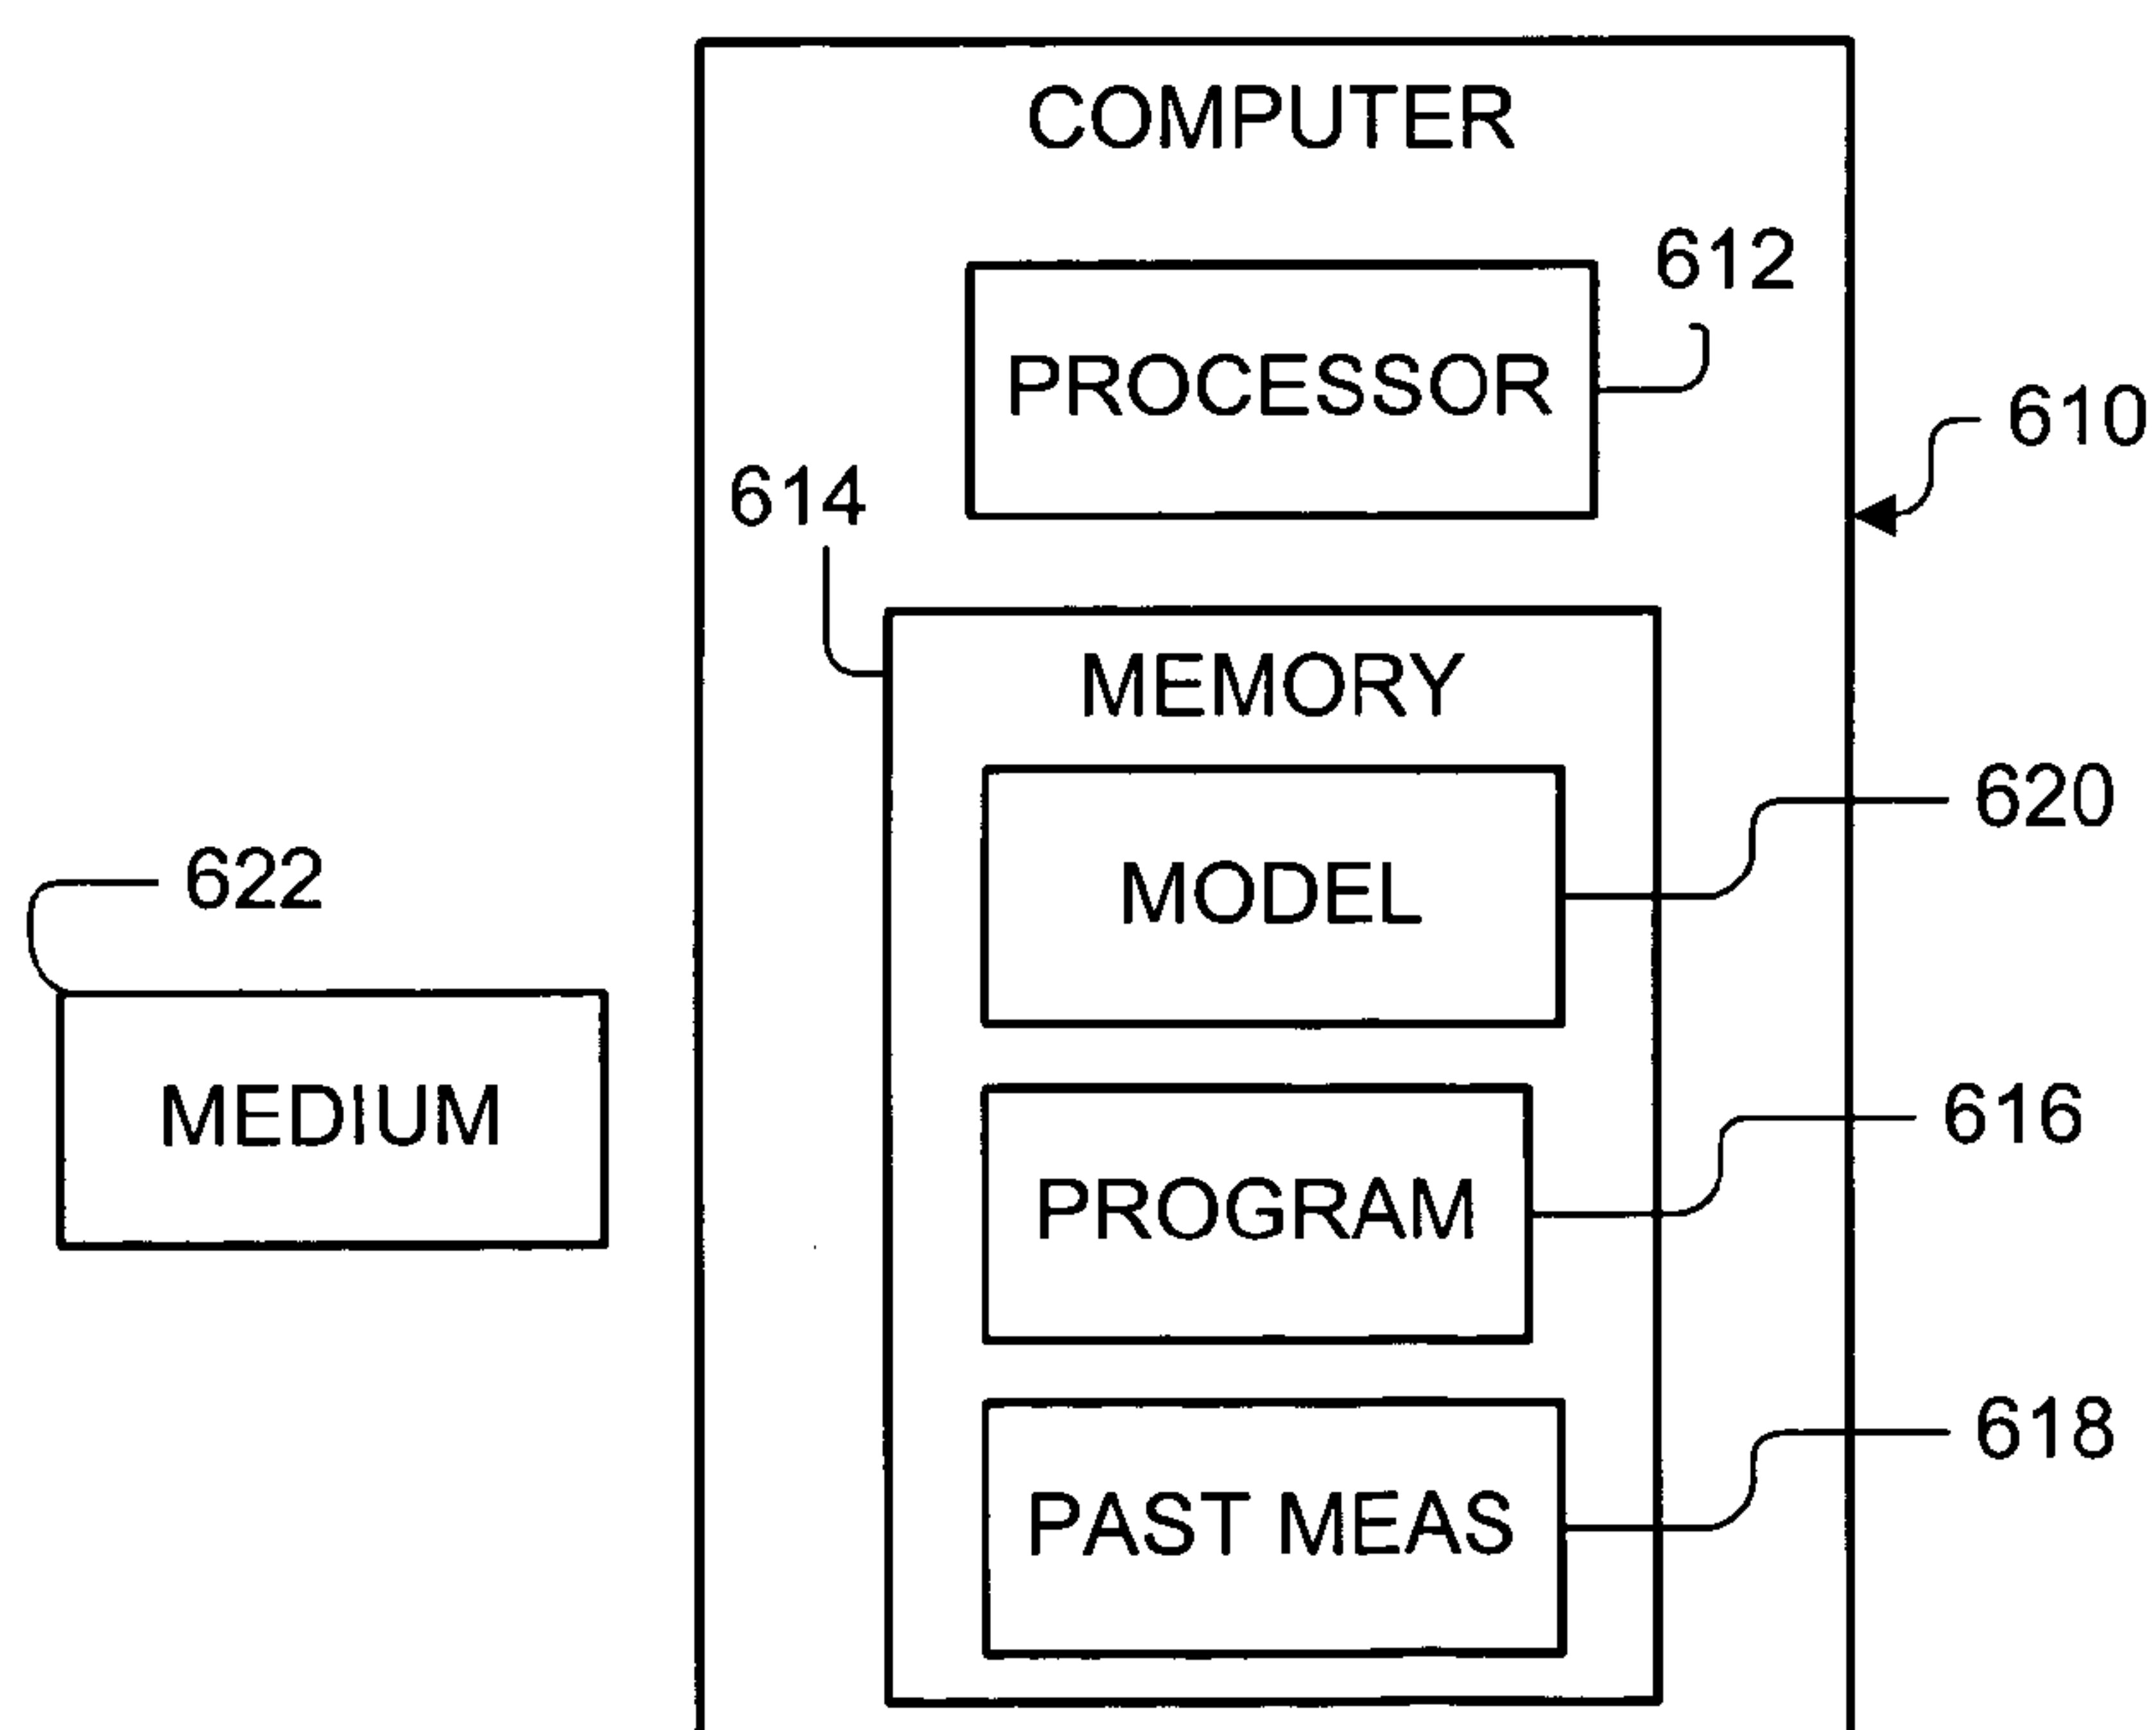 COMPUTER
612
PROCESSOR
610
614
MEMORY
620
MODEL
622
MEDIUM
616
PROGRAM
618
PAST MEAS